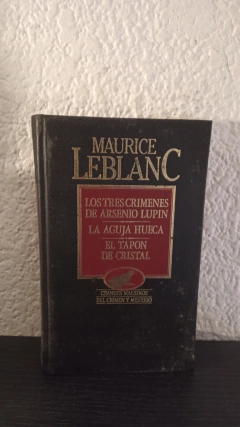 MAURICE
LEBLANC
LOS TRES CRIMENES
DE ARSENIO LUPIN
LA AGUJA HUECA
EL TAPON
DE CRISTAL
GRANDES MAESTROS
DEL CRIMEN Y MISTERIO